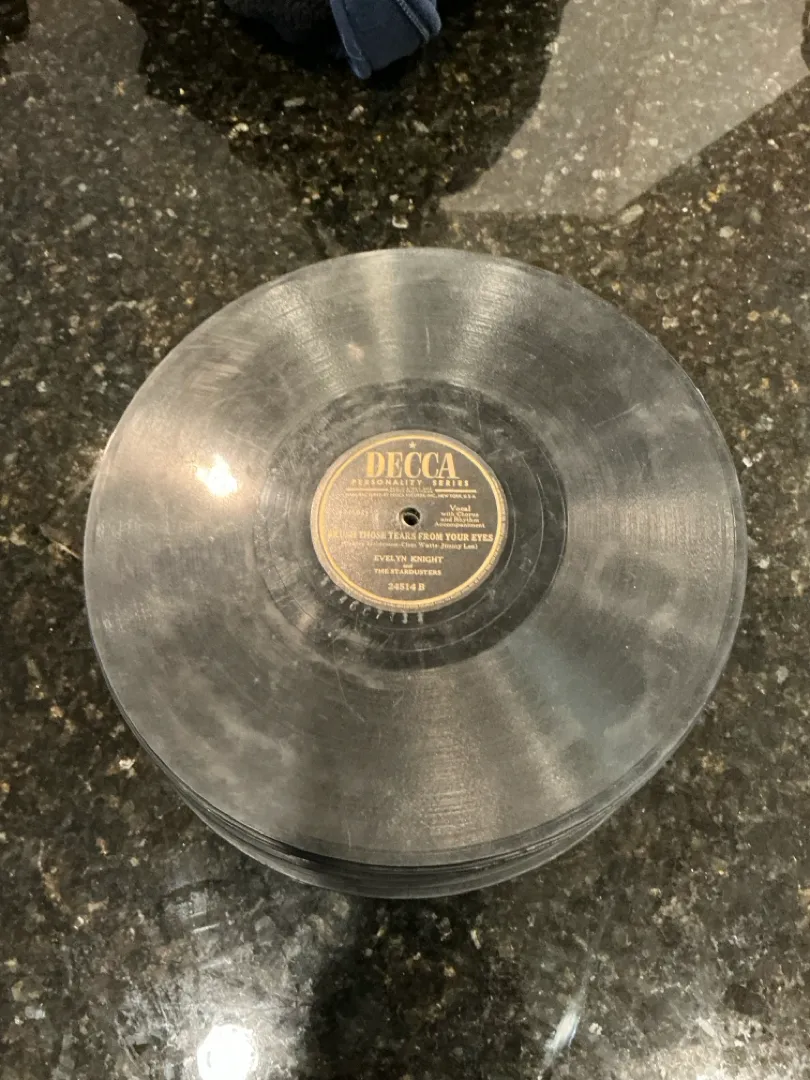 DECCA
PERSONALITY SERIES
Vocal
with Chorus
and Rhythm
Accompaniment
THOSE TEARS FROM YOUR EYES
EVELYN KNIGHT
and
THE STARDUSTERS
24514 B